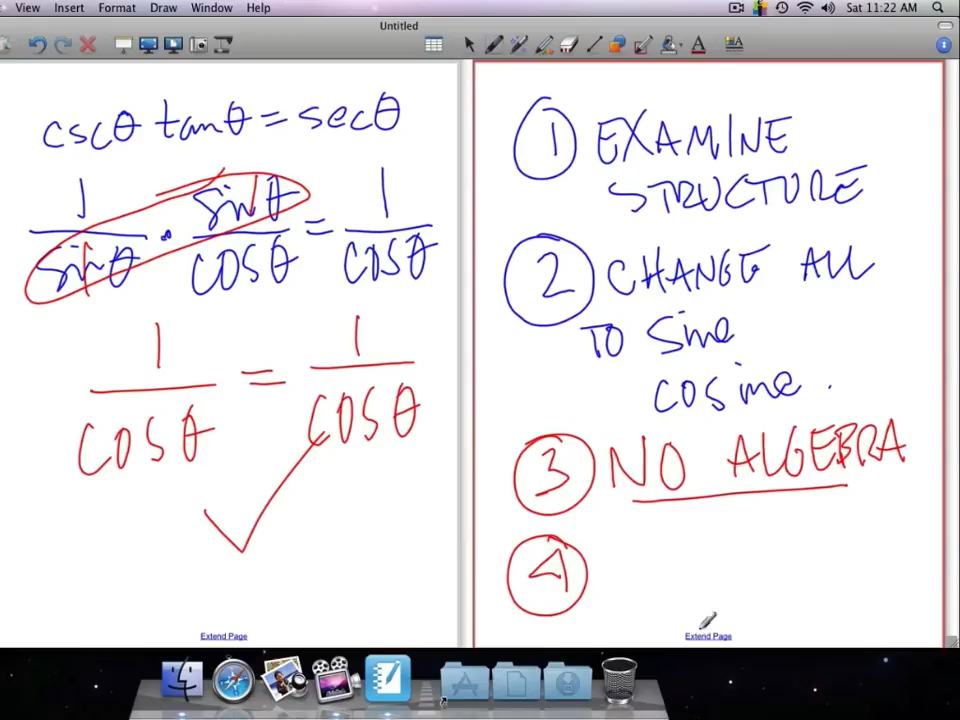 View Insert Format Draw Window Help
Sat 11:22 AM
Untitled
cscθ tanθ = secθ
1/sinθ · sinθ/cosθ = 1/cosθ
1/cosθ = 1/cosθ
Extend Page
1 EXAMINE
STRUCTURE
2 CHANGE ALL
TO Sine
cosine.
3 NO ALGEBRA
4
Extend Page